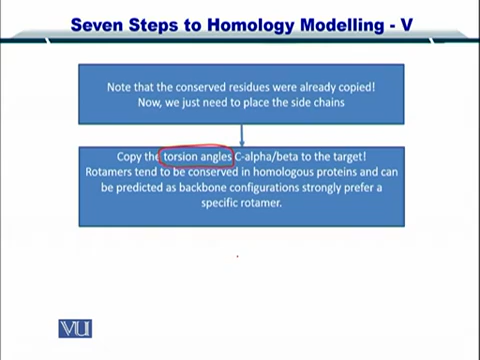 Seven Steps to Homology Modelling - V
Note that the conserved residues were already copied!
Now, we just need to place the side chains
Copy the torsion angles C-alpha/beta to the target!
Rotamers tend to be conserved in homologous proteins and can
be predicted as backbone configurations strongly prefer a
specific rotamer.
VU